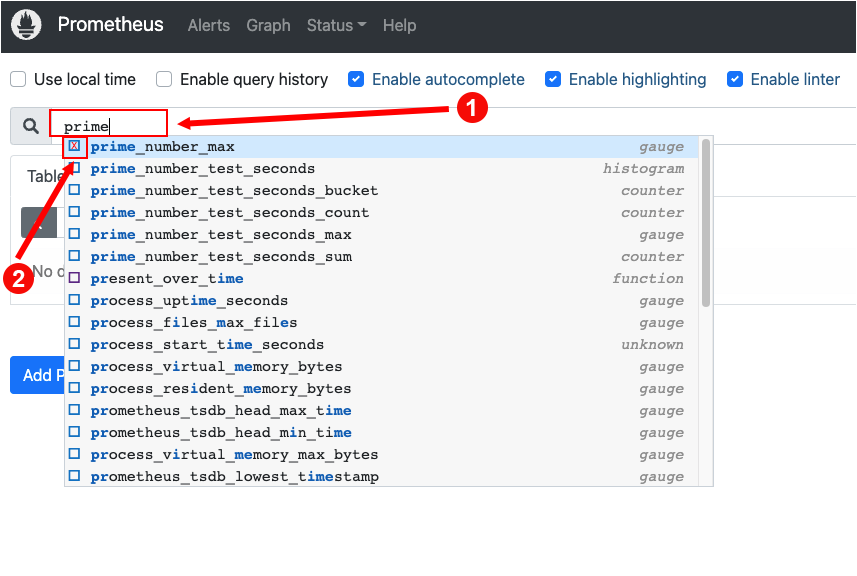 Prometheus Alerts Graph Status Help
Use local time Enable query history Enable autocomplete Enable highlighting Enable linter
1
prime
x prime_number_max gauge
Table
prime_number_test_seconds histogram
prime_number_test_seconds_bucket counter
prime_number_test_seconds_count counter
prime_number_test_seconds_max gauge
prime_number_test_seconds_sum counter
2
No
present_over_time function
process_uptime_seconds gauge
process_files_max_files gauge
process_start_time_seconds unknown
process_virtual_memory_bytes gauge
Add
process_resident_memory_bytes gauge
prometheus_tsdb_head_max_time gauge
prometheus_tsdb_head_min_time gauge
process_virtual_memory_max_bytes gauge
prometheus_tsdb_lowest_timestamp gauge